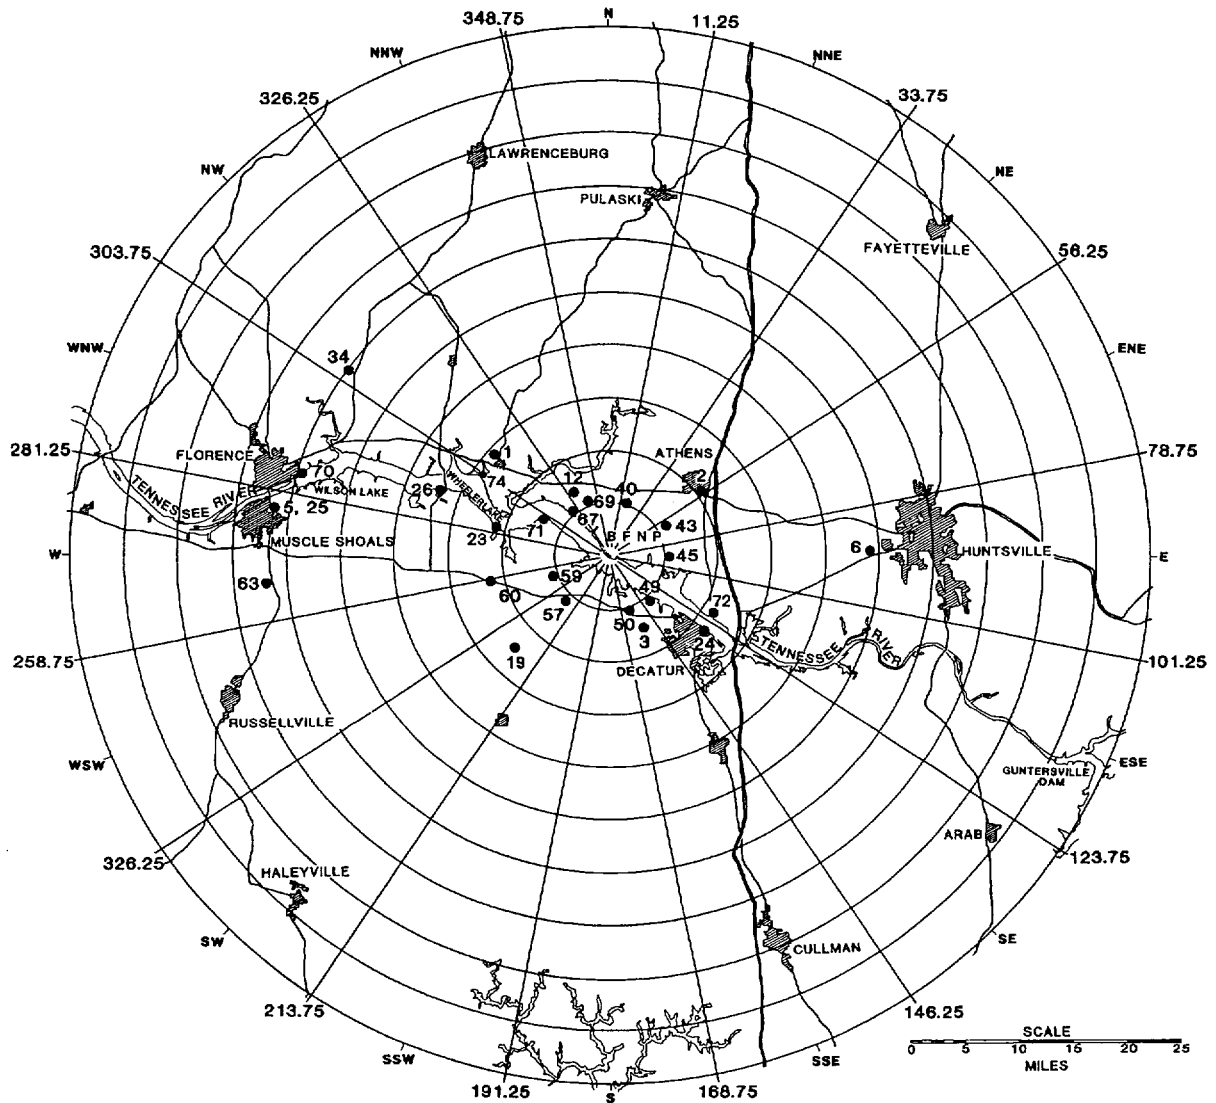 348.75
N
11.25
NNW
NNE
326.25
33.75
LAWRENCEBURG
NW
NE
PULASKI
FAYETTEVILLE
303.75
56.25
WNW
ENE
34
281.25
78.75
FLORENCE
1
ATHENS
70
74
2
TENNESSEE RIVER
WILSON LAKE
26
WHEELER LAKE
12
69
40
5, 25
67
43
71
23
MUSCLE SHOALS
B F N P
HUNTSVILLE
W
45
6
E
63
59
60
57
49
72
50
3
24
TENNESSEE RIVER
19
258.75
101.25
DECATUR
RUSSELLVILLE
WSW
ESE
GUNTERSVILLE
DAM
ARAB
326.25
123.75
HALEYVILLE
SW
SE
CULLMAN
213.75
146.25
SSW
SSE
SCALE
0 5 10 15 20 25
MILES
191.25
S
168.75